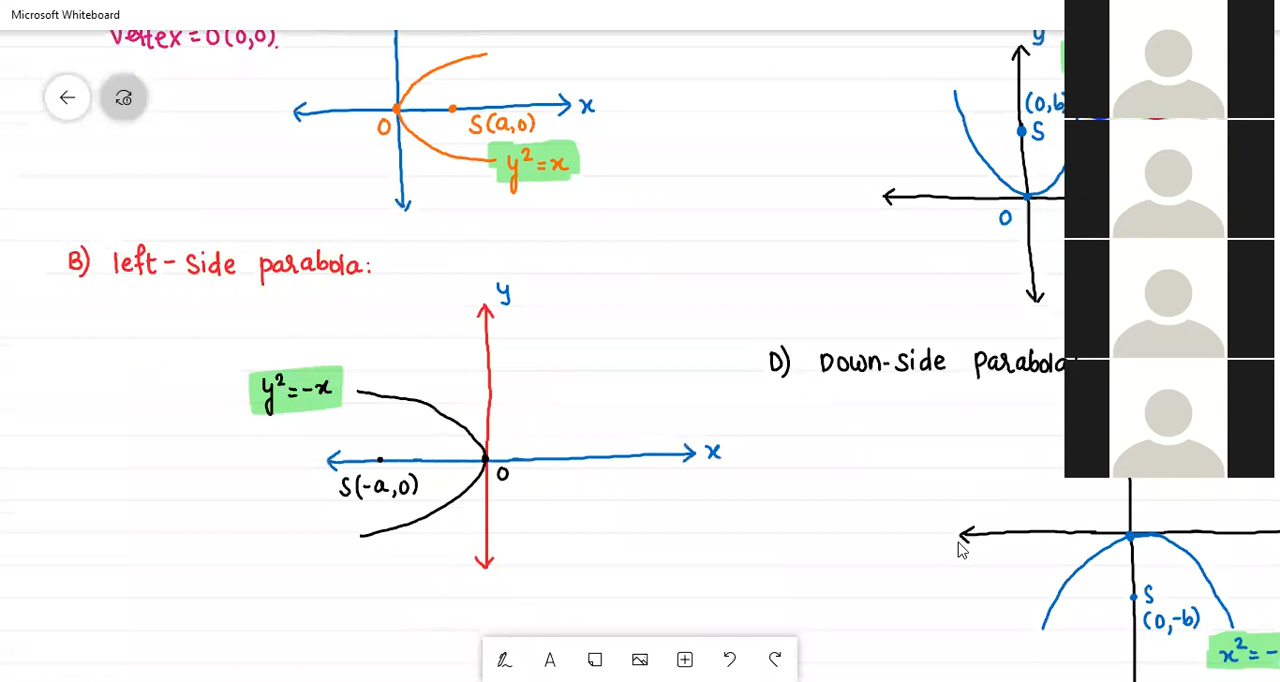 Microsoft Whiteboard
Vertex = O(0,0).
x
O
S(a,0)
y² = x
y
(0,b
S
O
B) left-side parabola:
y
y² = -x
x
S(-a,0)
O
D) Down-side parabola:
S
(0,-b)
x² = -
A